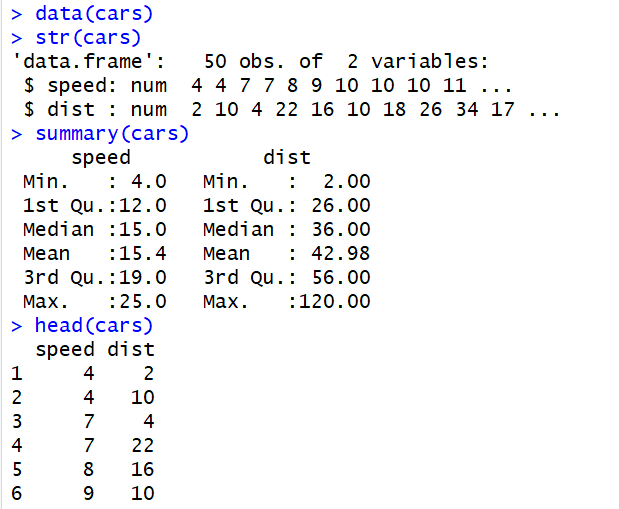 > data(cars)
> str(cars)
'data.frame':   50 obs. of  2 variables:
 $ speed: num  4 4 7 7 8 9 10 10 10 11 ...
 $ dist : num  2 10 4 22 16 10 18 26 34 17 ...
> summary(cars)
     speed           dist
 Min.   : 4.0   Min.   :  2.00
 1st Qu.:12.0   1st Qu.: 26.00
 Median :15.0   Median : 36.00
 Mean   :15.4   Mean   : 42.98
 3rd Qu.:19.0   3rd Qu.: 56.00
 Max.   :25.0   Max.   :120.00
> head(cars)
  speed dist
1     4    2
2     4   10
3     7    4
4     7   22
5     8   16
6     9   10